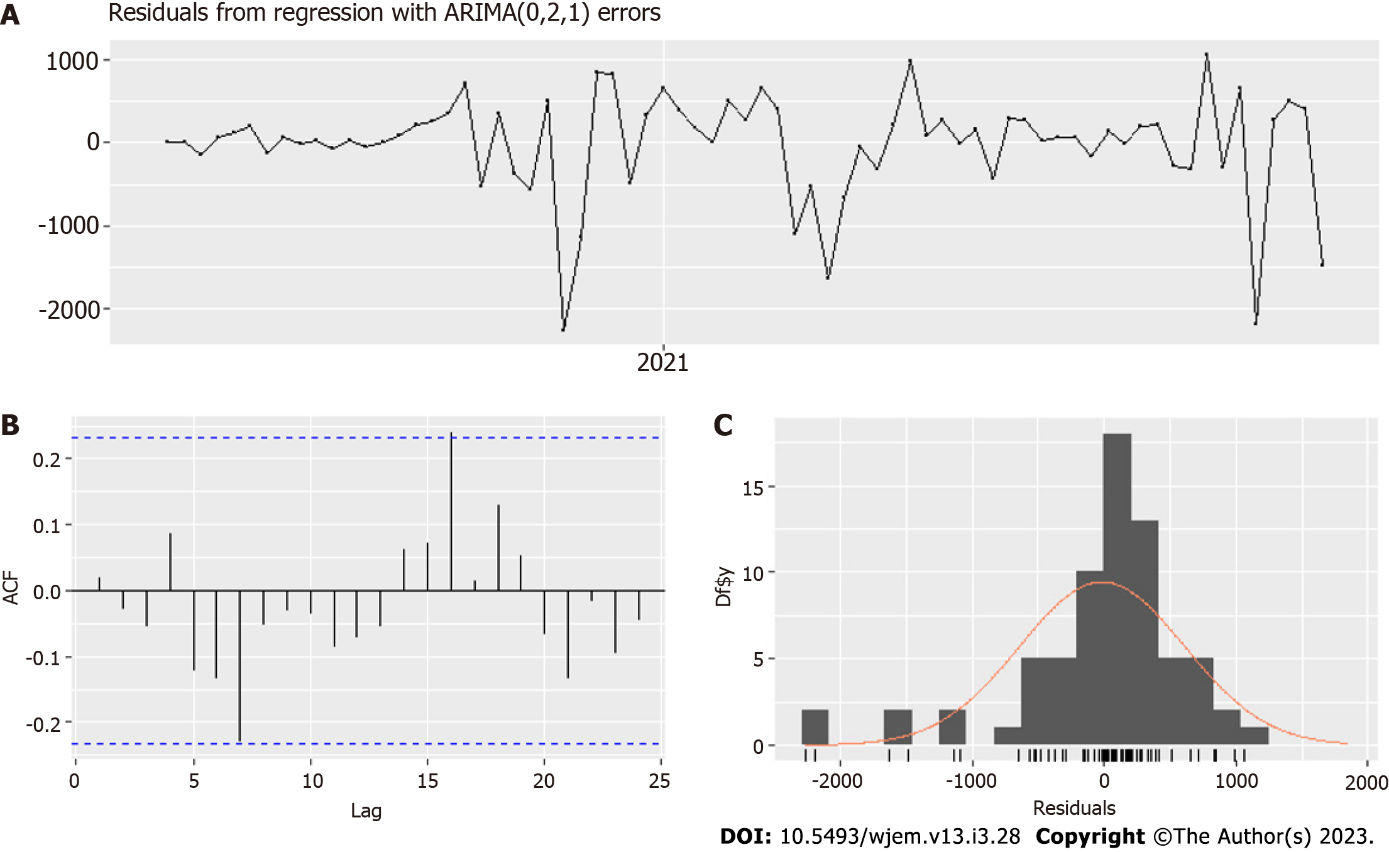 A
Residuals from regression with ARIMA(0,2,1) errors
1000
0
-1000
-2000
2021
B
0.2
0.1
0.0
-0.1
-0.2
ACF
0
5
10
15
20
25
Lag
C
15
10
5
0
Df$y
-2000
-1000
0
1000
2000
Residuals
DOI: 10.5493/wjem.v13.i3.28 Copyright ©The Author(s) 2023.